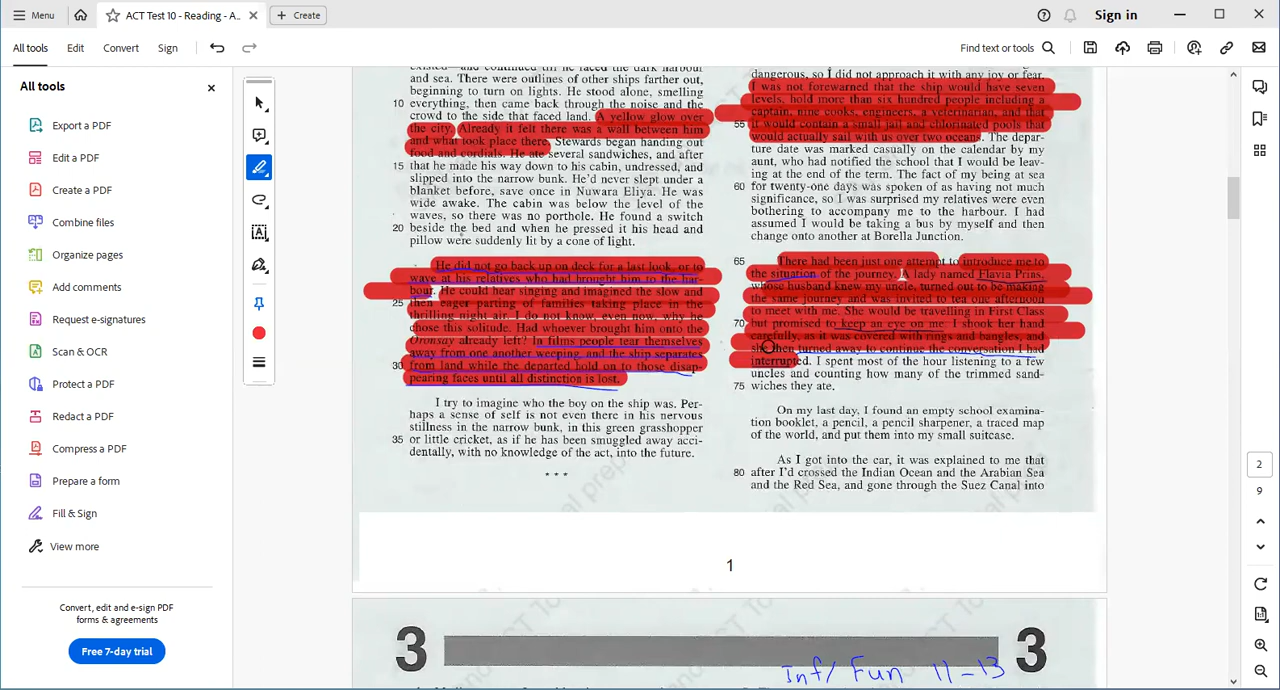 Menu
ACT Test 10 - Reading - A...
Create
Sign in
All tools
Edit
Convert
Sign
Find text or tools
All tools
Export a PDF
Edit a PDF
Create a PDF
Combine files
Organize pages
Add comments
Request e-signatures
Scan & OCR
Protect a PDF
Redact a PDF
Compress a PDF
Prepare a form
Fill & Sign
View more
Convert, edit and e-sign PDF
forms & agreements
Free 7-day trial
and sea. There were outlines of other ships farther out,
beginning to turn on lights. He stood alone, smelling
10 everything, then came back through the noise and the
crowd to the side that faced land. A yellow glow over
the city. Already it felt there was a wall between him
and what took place there. Stewards began handing out
food and cordials. He ate several sandwiches, and after
15 that he made his way down to his cabin, undressed, and
slipped into the narrow bunk. He'd never slept under a
blanket before, save once in Nuwara Eliya. He was
wide awake. The cabin was below the level of the
waves, so there was no porthole. He found a switch
20 beside the bed and when he pressed it his head and
pillow were suddenly lit by a cone of light.
He did not go back up on deck for a last look, or to
wave at his relatives who had brought him to the har-
bour. He could hear singing and imagined the slow and
25 then eager parting of families taking place in the
thrilling night air. I do not know, even now, why he
chose this solitude. Had whoever brought him onto the
Oronsay already left? In films people tear themselves
away from one another weeping, and the ship separates
30 from land while the departed hold on to those disap-
pearing faces until all distinction is lost.
I try to imagine who the boy on the ship was. Per-
haps a sense of self is not even there in his nervous
stillness in the narrow bunk, in this green grasshopper
35 or little cricket, as if he has been smuggled away acci-
dentally, with no knowledge of the act, into the future.
* * *
dangerous, so I did not approach it with any joy or fear.
I was not forewarned that the ship would have seven
levels, hold more than six hundred people including a
captain, nine cooks, engineers, a veterinarian, and that
55 it would contain a small jail and chlorinated pools that
would actually sail with us over two oceans. The depar-
ture date was marked casually on the calendar by my
aunt, who had notified the school that I would be leav-
ing at the end of the term. The fact of my being at sea
60 for twenty-one days was spoken of as having not much
significance, so I was surprised my relatives were even
bothering to accompany me to the harbour. I had
assumed I would be taking a bus by myself and then
change onto another at Borella Junction.
65 There had been just one attempt to introduce me to
the situation of the journey. A lady named Flavia Prins,
whose husband knew my uncle, turned out to be making
the same journey and was invited to tea one afternoon
to meet with me. She would be travelling in First Class
70 but promised to keep an eye on me. I shook her hand
carefully, as it was covered with rings and bangles, and
she then turned away to continue the conversation I had
interrupted. I spent most of the hour listening to a few
uncles and counting how many of the trimmed sand-
75 wiches they ate.
On my last day, I found an empty school examina-
tion booklet, a pencil, a pencil sharpener, a traced map
of the world, and put them into my small suitcase.
As I got into the car, it was explained to me that
80 after I'd crossed the Indian Ocean and the Arabian Sea
and the Red Sea, and gone through the Suez Canal into
1
3 3
Inf/ Fun 11-13
2
9